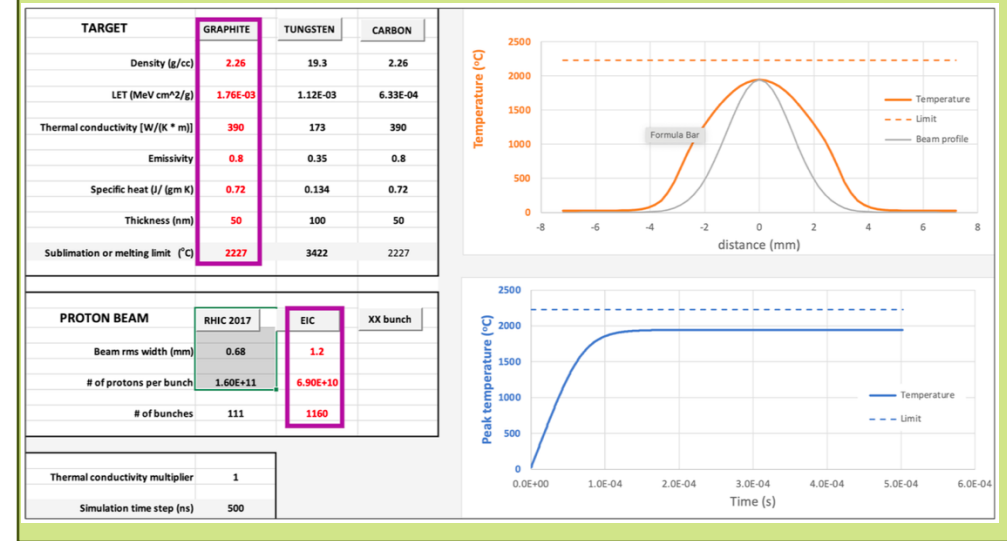 TARGET GRAPHITE TUNGSTEN CARBON
Density (g/cc) 2.26 19.3 2.26
LET (MeV cm^2/g) 1.76E-03 1.12E-03 6.33E-04
Thermal conductivity [W/(K * m)] 390 173 390
Emissivity 0.8 0.35 0.8
Specific heat (J/ (gm K) 0.72 0.134 0.72
Thickness (nm) 50 100 50
Sublimation or melting limit (°C) 2227 3422 2227
PROTON BEAM RHIC 2017 EIC XX bunch
Beam rms width (mm) 0.68 1.2
# of protons per bunch 1.60E+11 6.90E+10
# of bunches 111 1160
Thermal conductivity multiplier 1
Simulation time step (ns) 500
Temperature (°C)
2500
2000
1500
1000
500
0
-8 -6 -4 -2 0 2 4 6 8
distance (mm)
Formula Bar
Temperature
Limit
Beam profile
Peak temperature (°C)
2500
2000
1500
1000
500
0
0.0E+00 1.0E-04 2.0E-04 3.0E-04 4.0E-04 5.0E-04 6.0E-04
Time (s)
Temperature
Limit